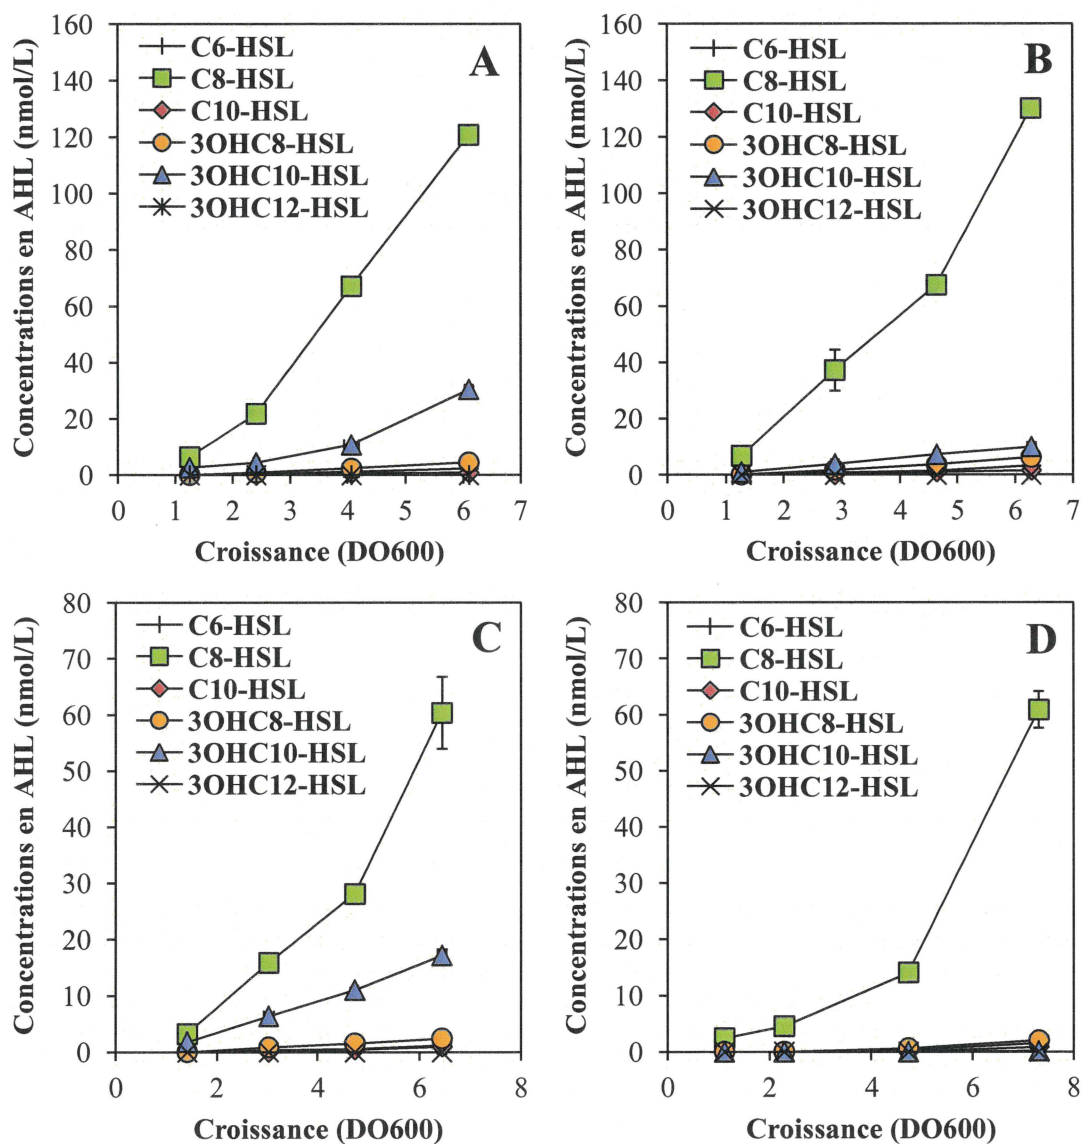 A
Concentrations en AHL (nmol/L)
160
140
120
100
80
60
40
20
0
C6-HSL
C8-HSL
C10-HSL
3OHC8-HSL
3OHC10-HSL
3OHC12-HSL
0 1 2 3 4 5 6 7
Croissance (DO600)
B
Concentrations en AHL (nmol/L)
160
140
120
100
80
60
40
20
0
C6-HSL
C8-HSL
C10-HSL
3OHC8-HSL
3OHC10-HSL
3OHC12-HSL
0 1 2 3 4 5 6 7
Croissance (DO600)
C
Concentrations en AHL (nmol/L)
80
70
60
50
40
30
20
10
0
C6-HSL
C8-HSL
C10-HSL
3OHC8-HSL
3OHC10-HSL
3OHC12-HSL
0 2 4 6 8
Croissance (DO600)
D
Concentrations en AHL (nmol/L)
80
70
60
50
40
30
20
10
0
C6-HSL
C8-HSL
C10-HSL
3OHC8-HSL
3OHC10-HSL
3OHC12-HSL
0 2 4 6 8
Croissance (DO600)